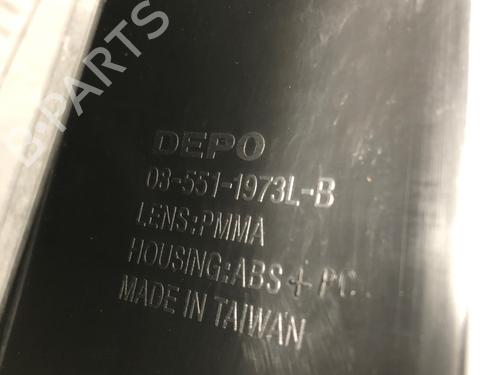 B-PARTS
DEPO
03-551-1973L-B
LENS:PMMA
HOUSING:ABS + PC
MADE IN TAIWAN